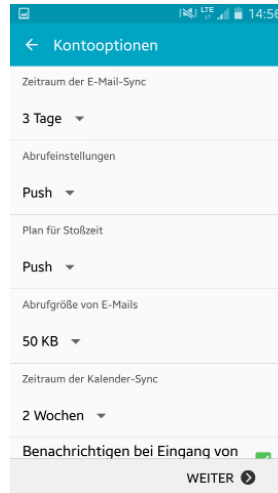 LTE 14:56
Kontooptionen
Zeitraum der E-Mail-Sync
3 Tage
Abrufeinstellungen
Push
Plan für Stoßzeit
Push
Abrufgröße von E-Mails
50 KB
Zeitraum der Kalender-Sync
2 Wochen
Benachrichtigen bei Eingang von
WEITER